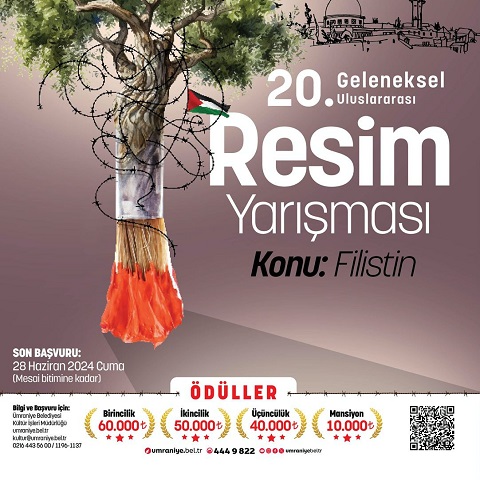 20. Geleneksel
Uluslararası
Resim
Yarışması
Konu: Filistin
SON BAŞVURU:
28 Haziran 2024 Cuma
(Mesai bitimine kadar)
ÖDÜLLER
Bilgi ve Başvuru için:
Ümraniye Belediyesi
Kültür İşleri Müdürlüğü
umraniye.bel.tr
kultur@umraniye.bel.tr
0216 443 56 00 / 1196-1137
Birincilik
60.000₺
İkincilik
50.000₺
Üçüncülük
40.000₺
Mansiyon
10.000₺
umraniye.bel.tr
444 9 822
umraniyebeltr